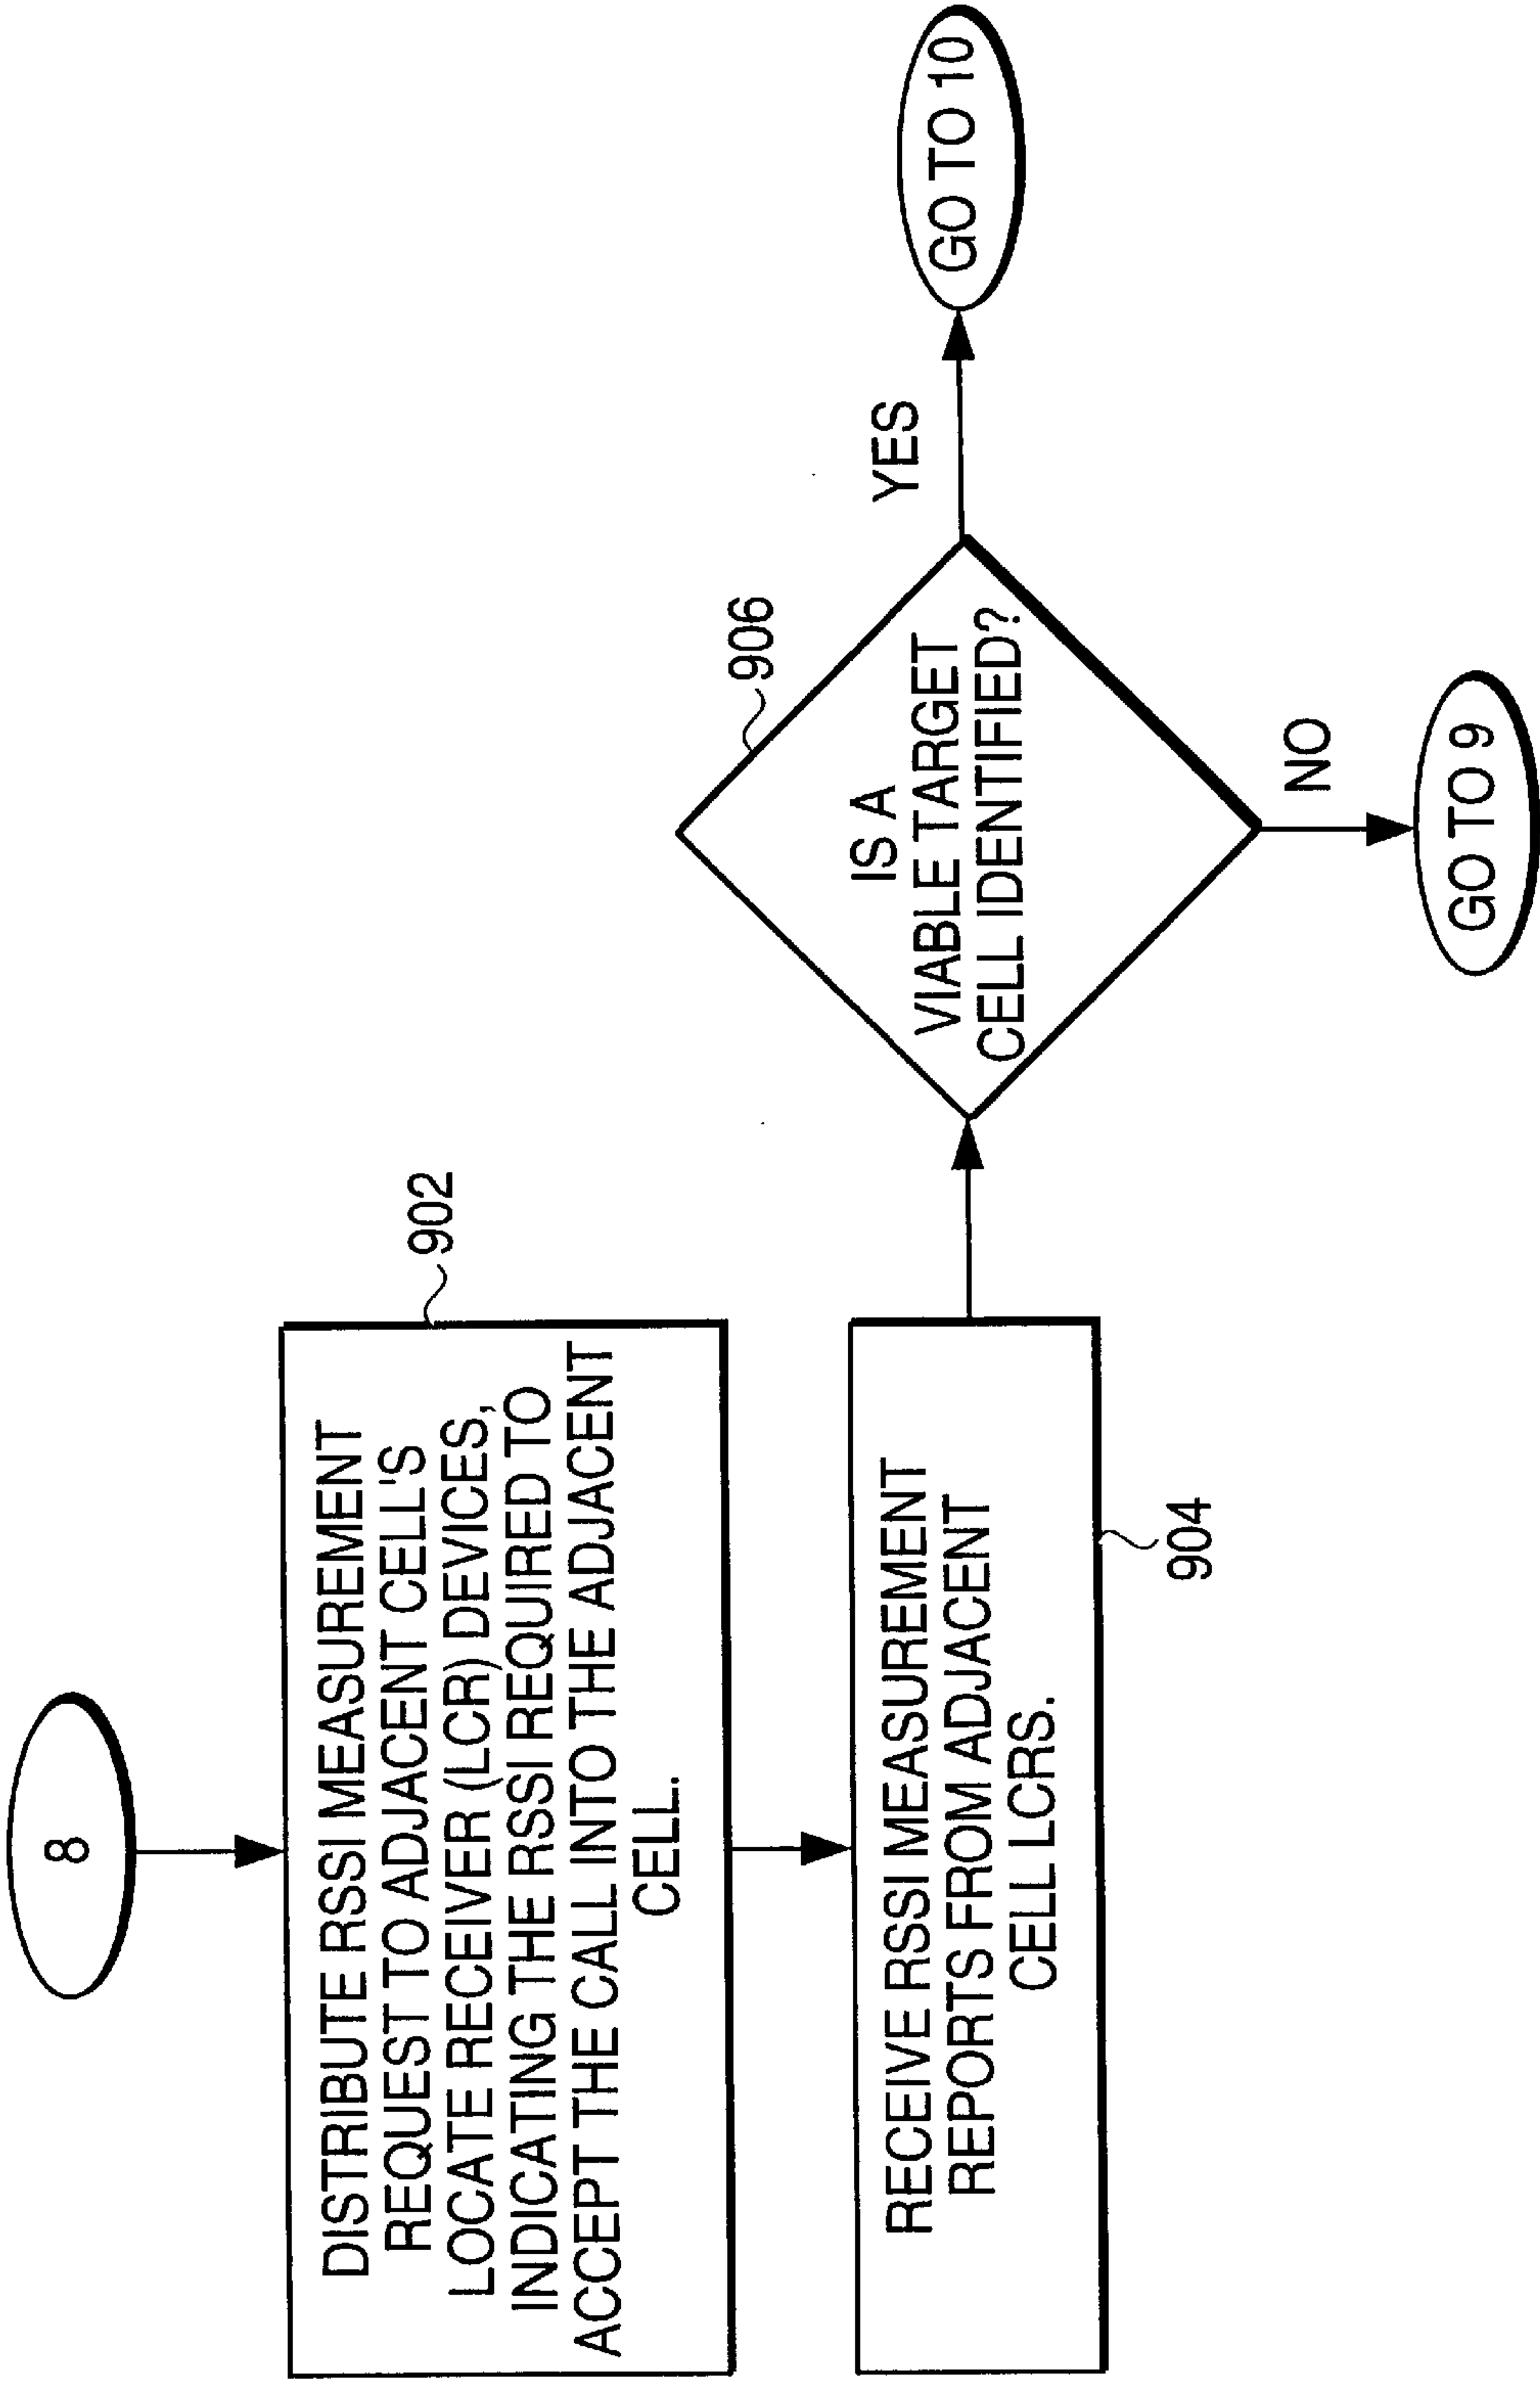 8
902
DISTRIBUTE RSSI MEASUREMENT
REQUEST TO ADJACENT CELL'S
LOCATE RECEIVER (LCR) DEVICES,
INDICATING THE RSSI REQUIRED TO
ACCEPT THE CALL INTO THE ADJACENT
CELL.
RECEIVE RSSI MEASUREMENT
REPORTS FROM ADJACENT
CELL LCRS.
904
906
IS A
VIABLE TARGET
CELL IDENTIFIED?
YES
GO TO 10
NO
GO TO 9